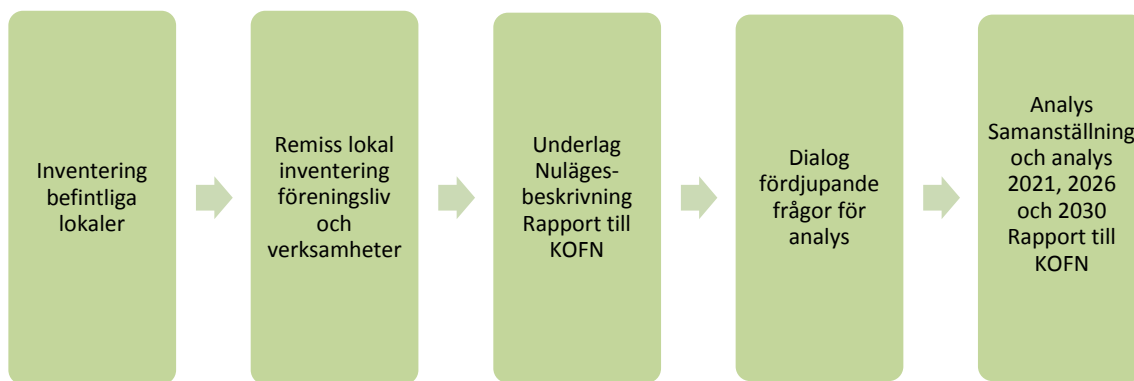 Inventering
befintliga
lokaler
Remiss lokal
inventering
föreningsliv
och
verksamheter
Underlag
Nuläges-
beskrivning
Rapport till
KOFN
Dialog
fördjupande
frågor för
analys
Analys
Samanställning
och analys
2021, 2026
och 2030
Rapport till
KOFN